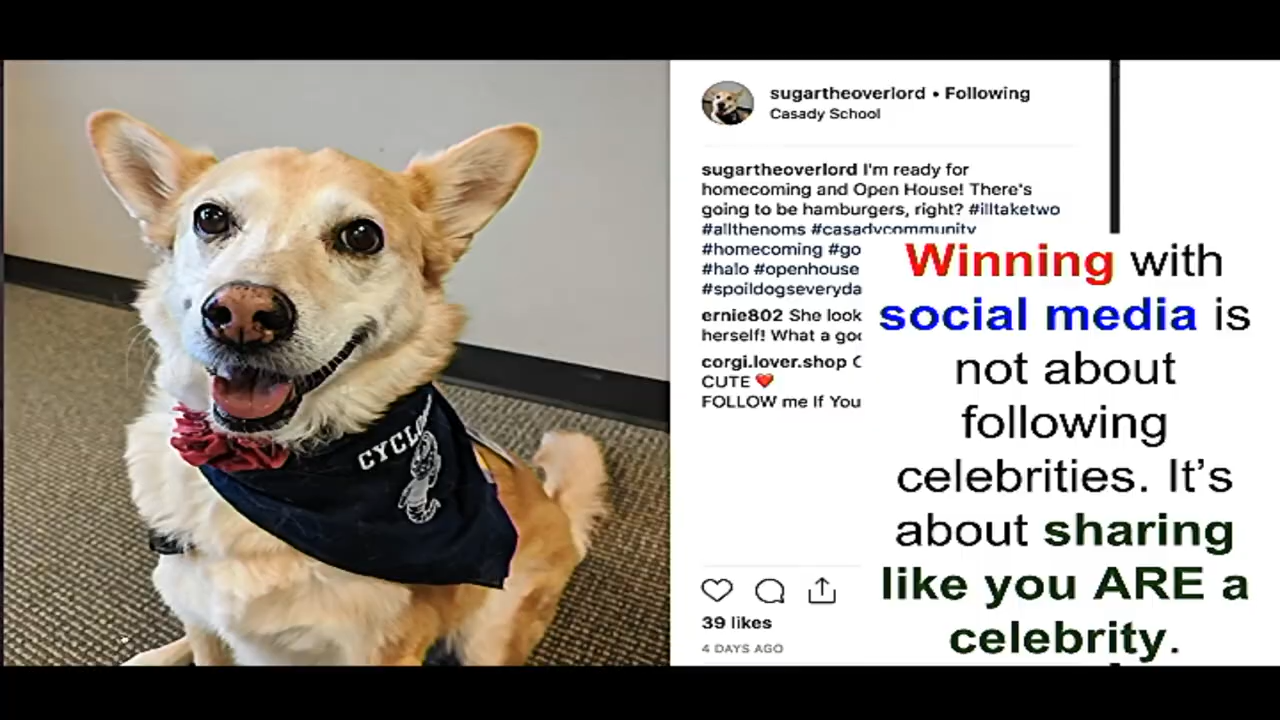 CYCLO
sugartheoverlord • Following
Casady School
sugartheoverlord I'm ready for
homecoming and Open House! There's
going to be hamburgers, right? #illtaketwo
#allthenoms #casadycommunity
#homecoming #go
#halo #openhouse
#spoildogseveryda
ernie802 She look
herself! What a goo
corgi.lover.shop
CUTE ❤️
FOLLOW me If You
39 likes
4 DAYS AGO
Winning with
social media is
not about
following
celebrities. It’s
about sharing
like you ARE a
celebrity.